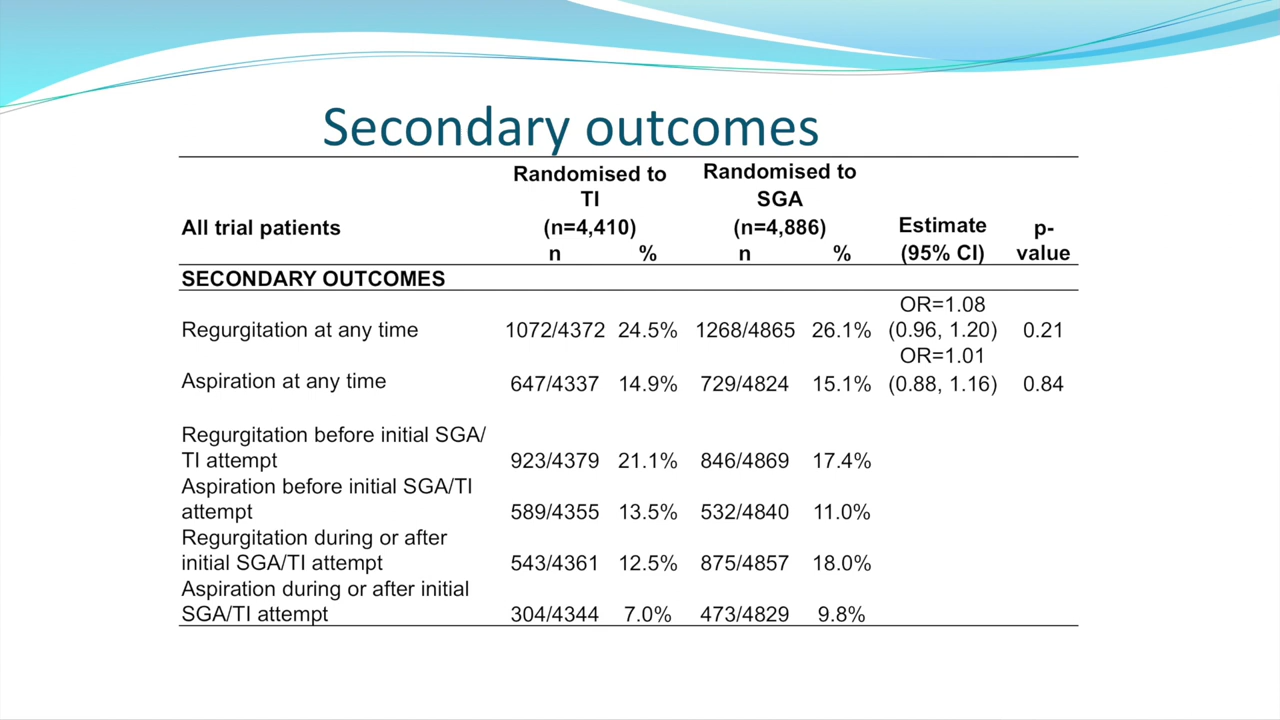 Secondary outcomes
All trial patients Randomised to TI (n=4,410) Randomised to SGA (n=4,886) Estimate (95% CI) p-value
n % n %
SECONDARY OUTCOMES
Regurgitation at any time 1072/4372 24.5% 1268/4865 26.1% OR=1.08 (0.96, 1.20) 0.21
Aspiration at any time 647/4337 14.9% 729/4824 15.1% OR=1.01 (0.88, 1.16) 0.84
Regurgitation before initial SGA/
TI attempt 923/4379 21.1% 846/4869 17.4%
Aspiration before initial SGA/TI
attempt 589/4355 13.5% 532/4840 11.0%
Regurgitation during or after
initial SGA/TI attempt 543/4361 12.5% 875/4857 18.0%
Aspiration during or after initial
SGA/TI attempt 304/4344 7.0% 473/4829 9.8%